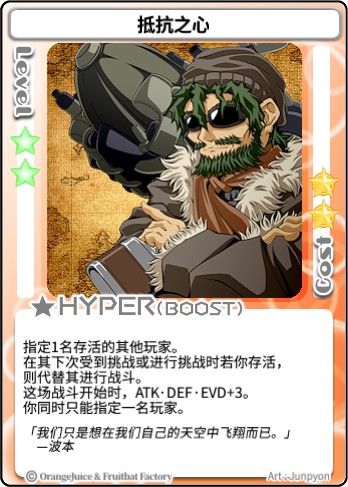 抵抗之心
Level
Cost
HYPER(BOOST)
指定1名存活的其他玩家。
在其下次受到挑战或进行挑战时若你存活，
则代替其进行战斗。
这场战斗开始时，ATK·DEF·EVD+3。
你同时只能指定一名玩家。
「我们只是想在我们自己的天空中飞翔而已。」
—波本
© OrangeJuice & Fruitbat Factory
Art : Junpyon